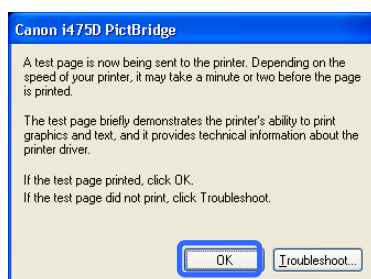 Canon i475D PictBridge
A test page is now being sent to the printer. Depending on the
speed of your printer, it may take a minute or two before the page
is printed.
The test page briefly demonstrates the printer's ability to print
graphics and text, and it provides technical information about the
printer driver.
If the test page printed, click OK.
If the test page did not print, click Troubleshoot.
OK
Troubleshoot...